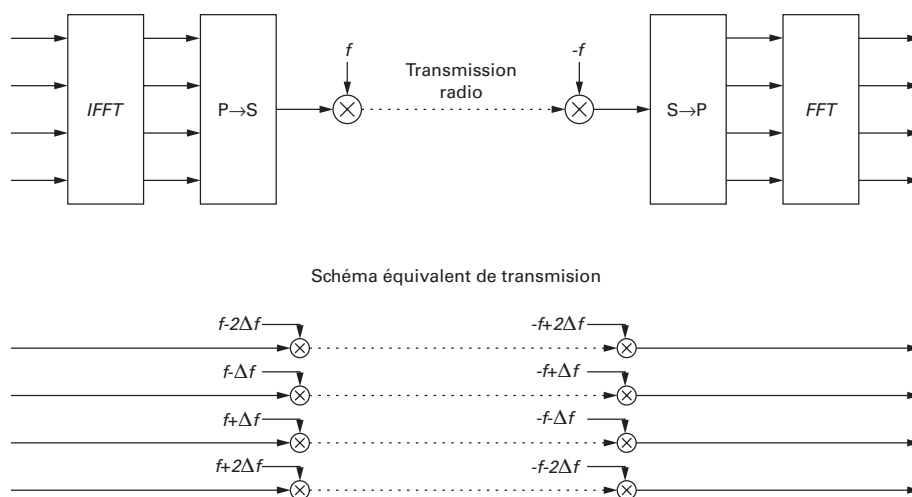 f
-f
Transmission
radio
IFFT
P→S
S→P
FFT
Schéma équivalent de transmision
f-2Δf
-f+2Δf
f-Δf
-f+Δf
f+Δf
-f-Δf
f+2Δf
-f-2Δf